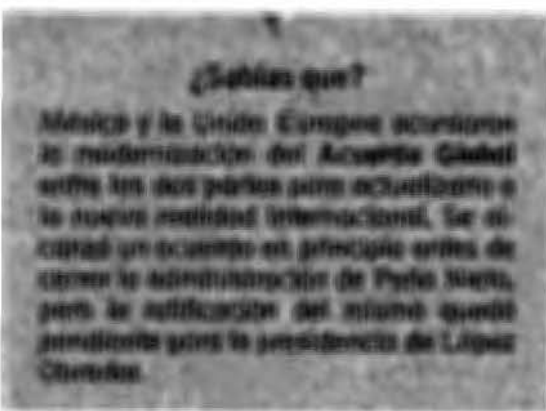 ¿Sabías que?
México y la Unión Europea acordaron
la modernización del Acuerdo Global
entre las dos partes para actualizarlo a
la nueva realidad internacional. Se al-
canzó un acuerdo en principio antes de
cerrar la administración de Peña Nieto,
pero la ratificación del mismo quedó
pendiente para la presidencia de López
Obrador.